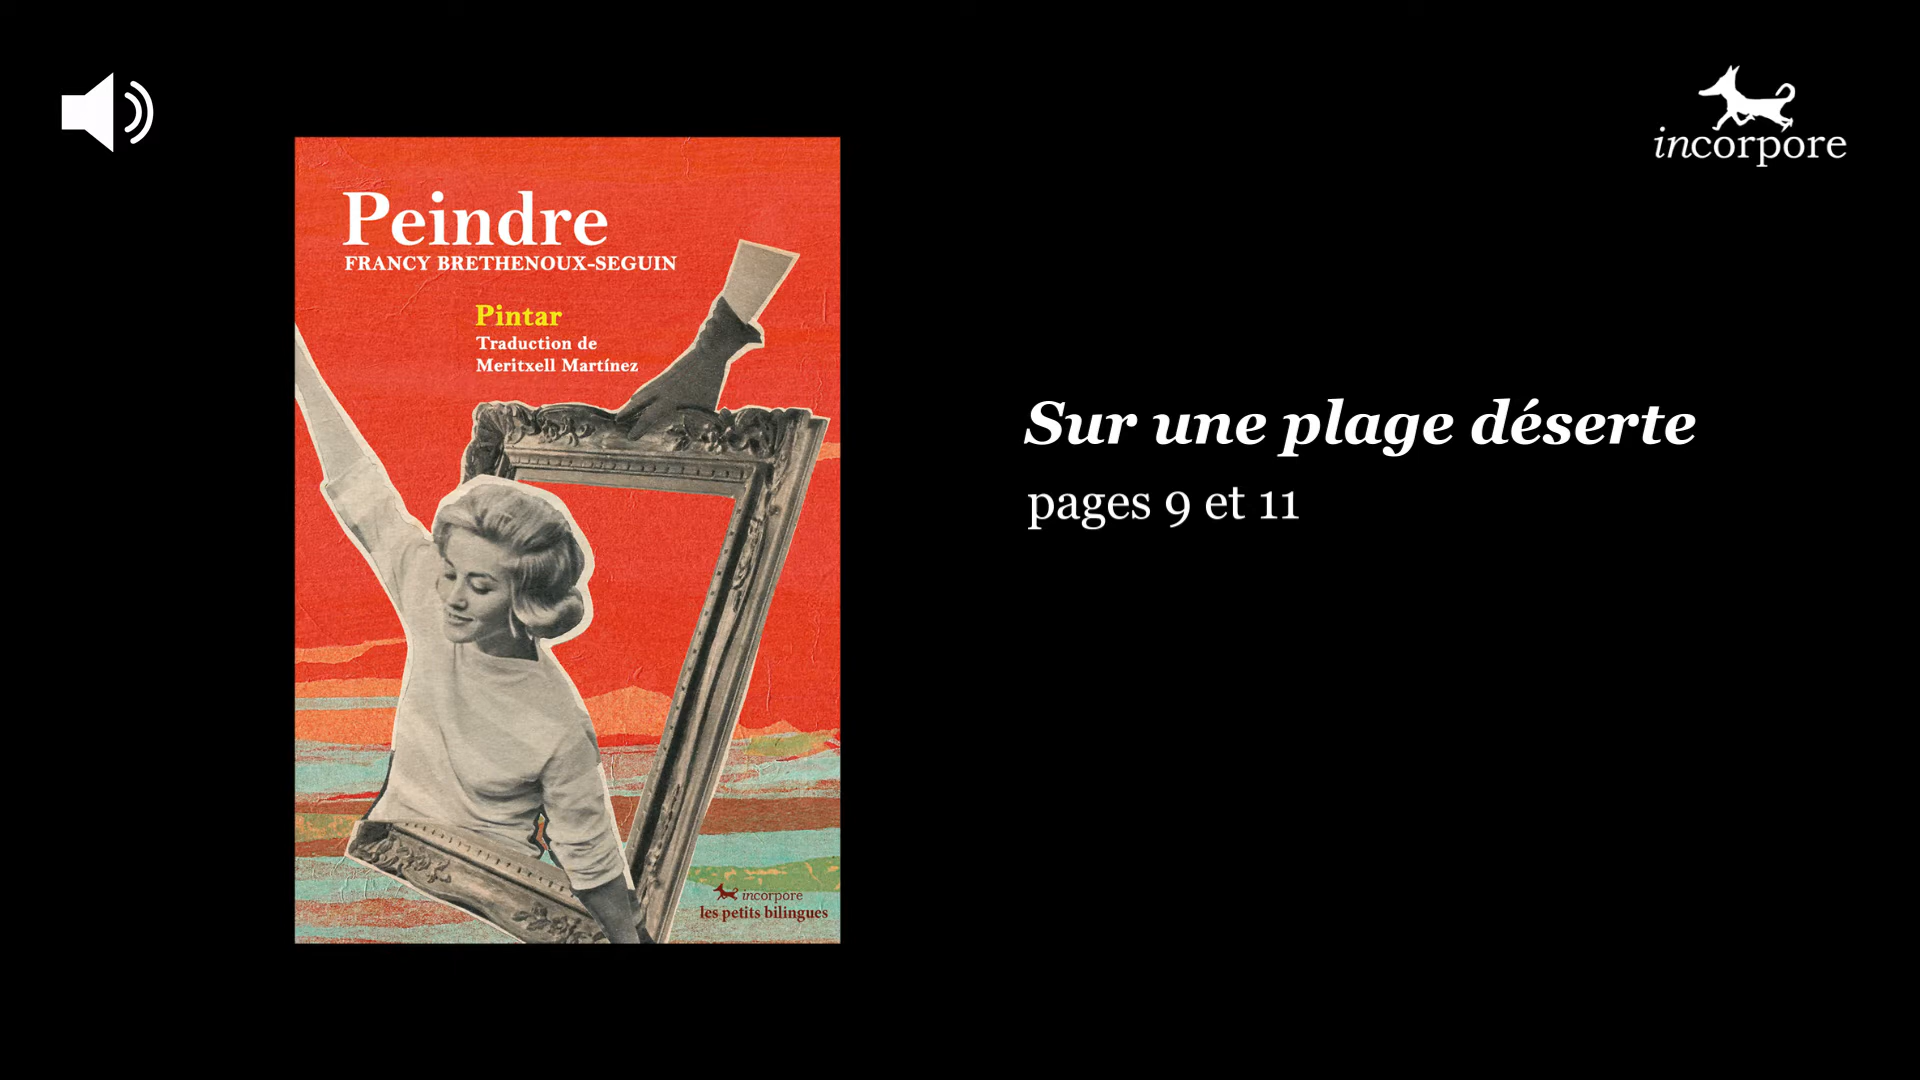 incorpore
Peindre
FRANCY BRETHENOUX-SEGUIN
Pintar
Traduction de
Meritxell Martínez
incorpore
les petits bilingues
Sur une plage déserte
pages 9 et 11